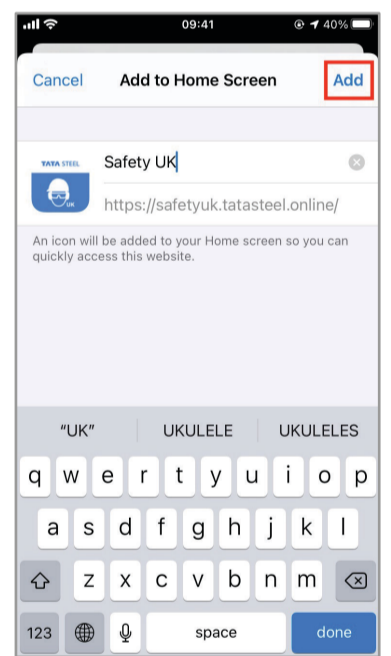 09:41 40%
Cancel Add to Home Screen Add
TATA STEEL
UK
Safety UK
https://safetyuk.tatasteel.online/
An icon will be added to your Home screen so you can
quickly access this website.
“UK” UKULELE UKULELES
q w e r t y u i o p
a s d f g h j k l
z x c v b n m
123 space done